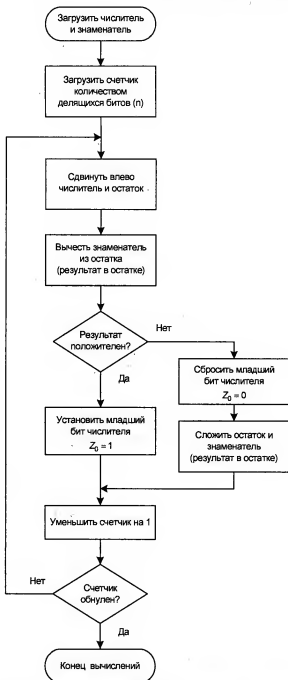 Загрузить числитель
и знаменатель
Загрузить счетчик
количеством
делящихся битов (n)
Сдвинуть влево
числитель и остаток
Вычесть знаменатель
из остатка
(результат в остатке)
Результат
положителен?
Нет
Да
Сбросить младший
бит числителя
Z₀ = 0
Установить младший
бит числителя
Z₀ = 1
Сложить остаток и
знаменатель
(результат в остатке)
Уменьшить счетчик на 1
Нет
Счетчик
обнулен?
Да
Конец вычислений